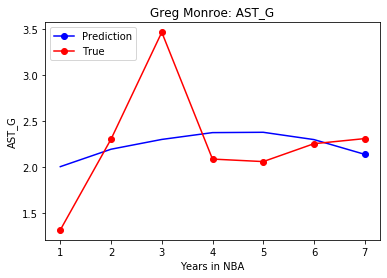 Greg Monroe: AST_G
Prediction
True
3.5
3.0
2.5
2.0
1.5
AST_G
1 2 3 4 5 6 7
Years in NBA